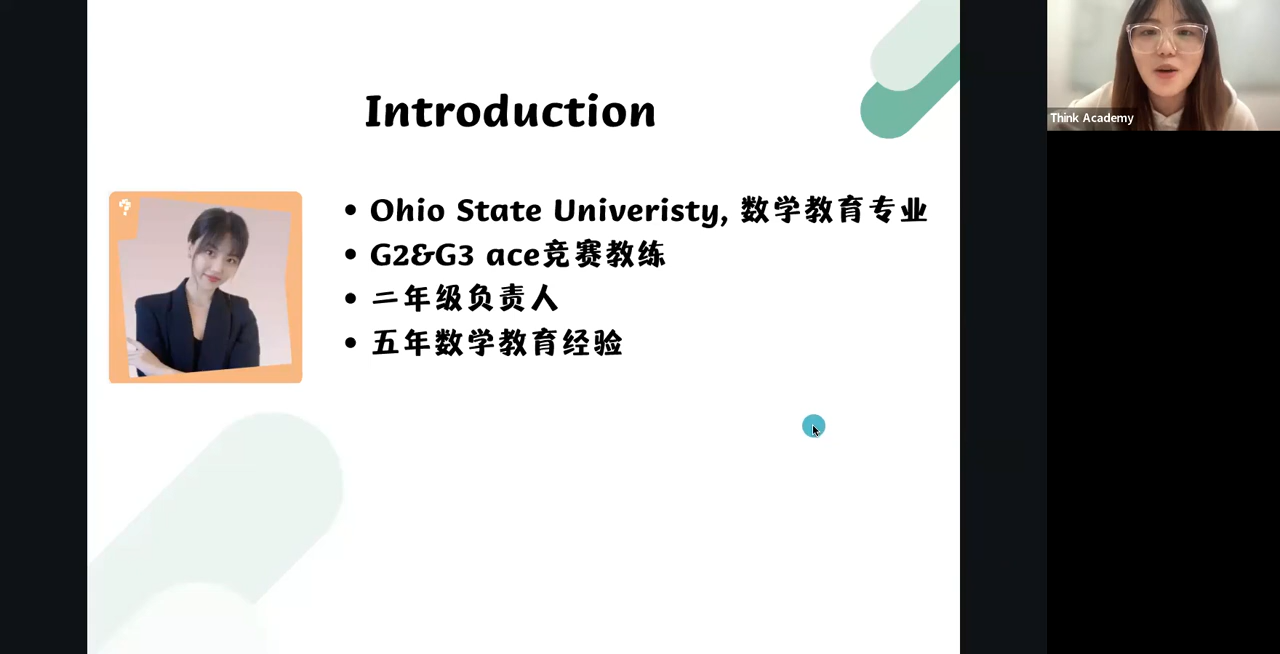 Introduction
Ohio State Univeristy, 数学教育专业
G2&G3 ace竞赛教练
二年级负责人
五年数学教育经验
Think Academy